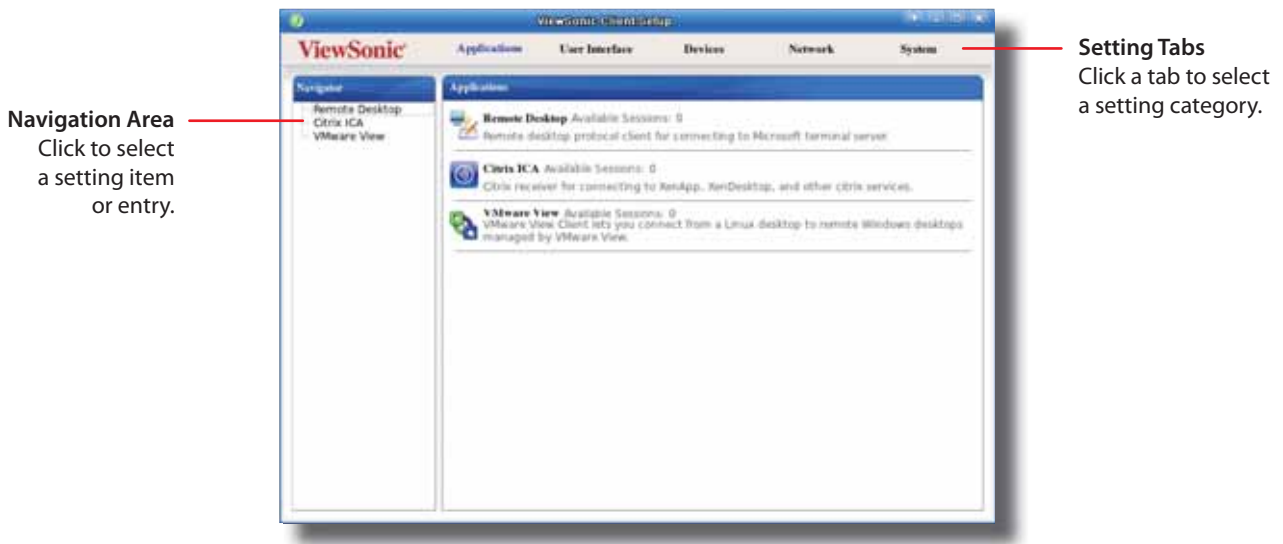 ViewSonic Client Setup
ViewSonic
Applications User Interface Devices Network System
Setting Tabs
Click a tab to select
a setting category.
Navigation Area
Click to select
a setting item
or entry.
Navigator
Remote Desktop
Citrix ICA
VMware View
Applications
Remote Desktop Available Sessions: 0
Remote desktop protocal client for connecting to Microsoft terminal server.
Citrix ICA Available Sessions: 0
Citrix receiver for connecting to XenApp, XenDesktop, and other citrix services.
VMware View Available Sessions: 0
VMware View Client lets you connect from a Linux desktop to remote Windows desktops
managed by VMware View.